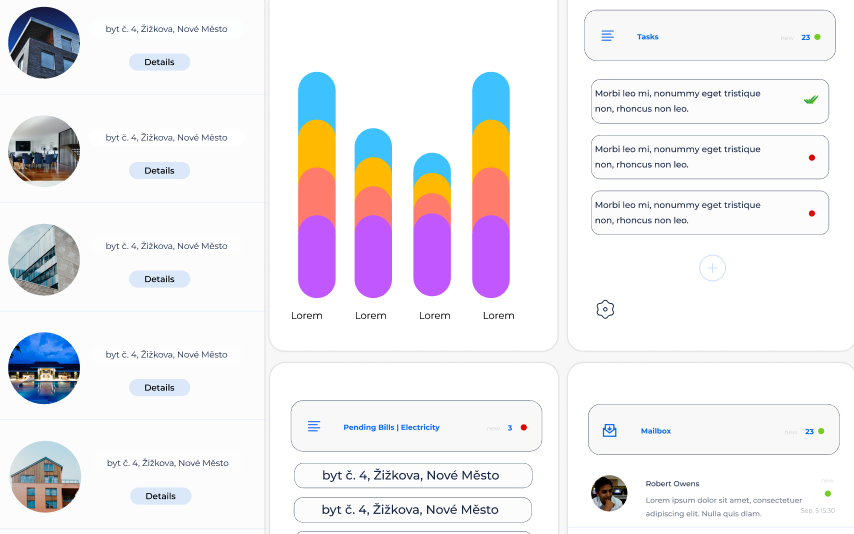 byt č. 4, Žižkova, Nové Město
Details
byt č. 4, Žižkova, Nové Město
Details
byt č. 4, Žižkova, Nové Město
Details
byt č. 4, Žižkova, Nové Město
Details
byt č. 4, Žižkova, Nové Město
Details
Lorem Lorem Lorem Lorem
Tasks new 23
Morbi leo mi, nonummy eget tristique
non, rhoncus non leo.
Morbi leo mi, nonummy eget tristique
non, rhoncus non leo.
Morbi leo mi, nonummy eget tristique
non, rhoncus non leo.
Pending Bills | Electricity new 3
byt č. 4, Žižkova, Nové Město
byt č. 4, Žižkova, Nové Město
Mailbox new 23
Robert Owens new
Lorem ipsum dolor sit amet, consectetuer
adipiscing elit. Nulla quis diam.
Sep. 5 15:30